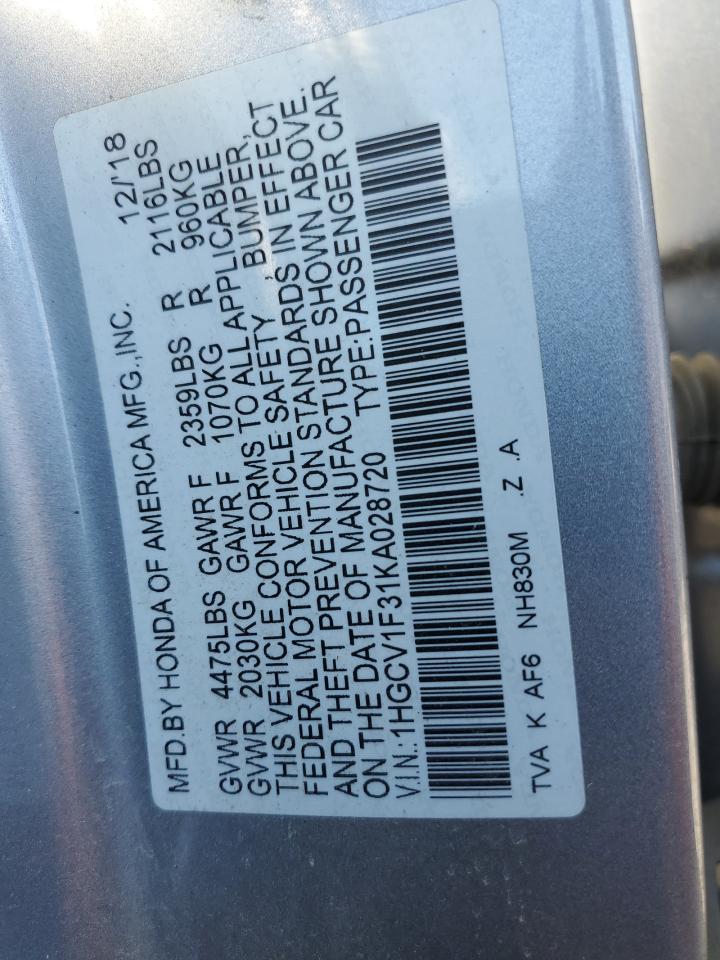 MFD.BY HONDA OF AMERICA MFG.,INC. 12/'18
GVWR 4475LBS GAWR F 2359LBS R 2116LBS
GVWR 2030KG GAWR F 1070KG R 960KG
THIS VEHICLE CONFORMS TO ALL APPLICABLE
FEDERAL MOTOR VEHICLE SAFETY , BUMPER,
AND THEFT PREVENTION STANDARDS IN EFFECT
ON THE DATE OF MANUFACTURE SHOWN ABOVE.
V.I.N.:1HGCV1F31KA028720 TYPE:PASSENGER CAR
TVA K AF6 NH830M .Z .A